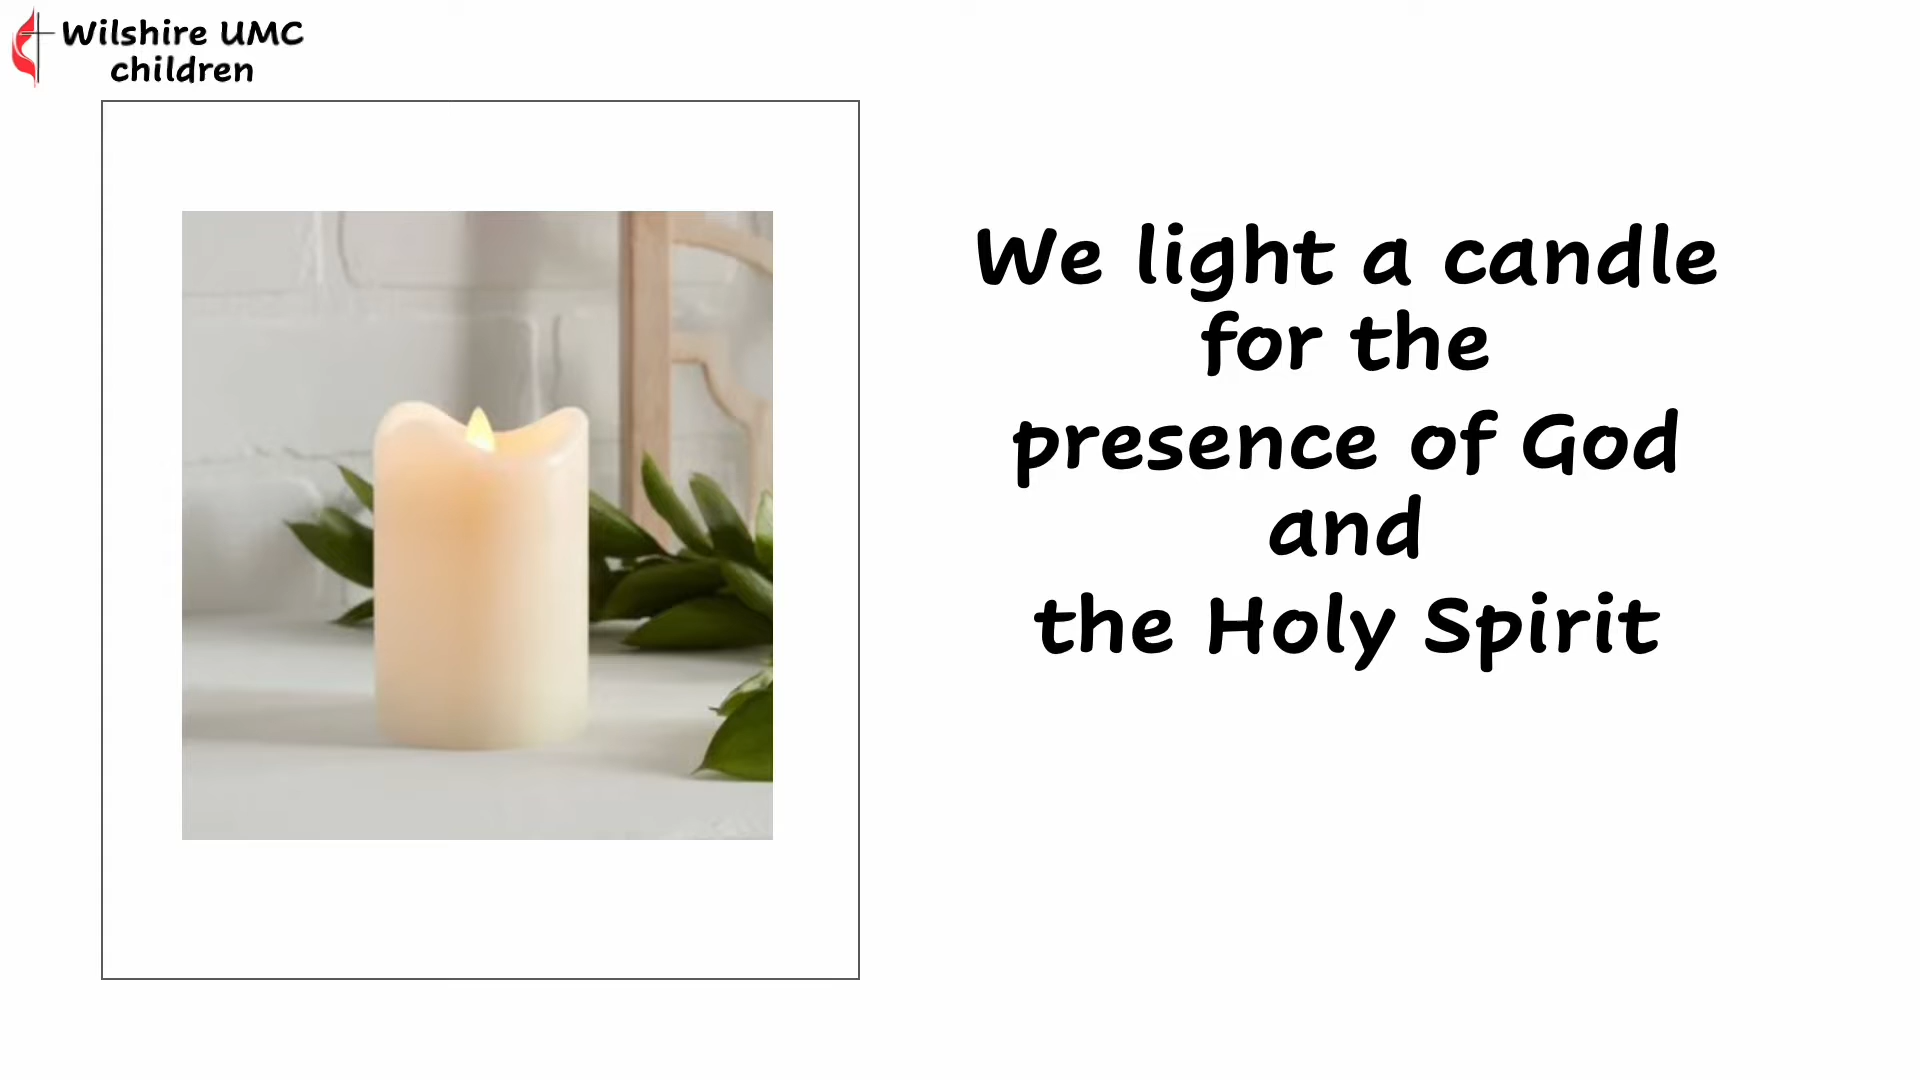 Wilshire UMC
children
We light a candle
for the
presence of God
and
the Holy Spirit